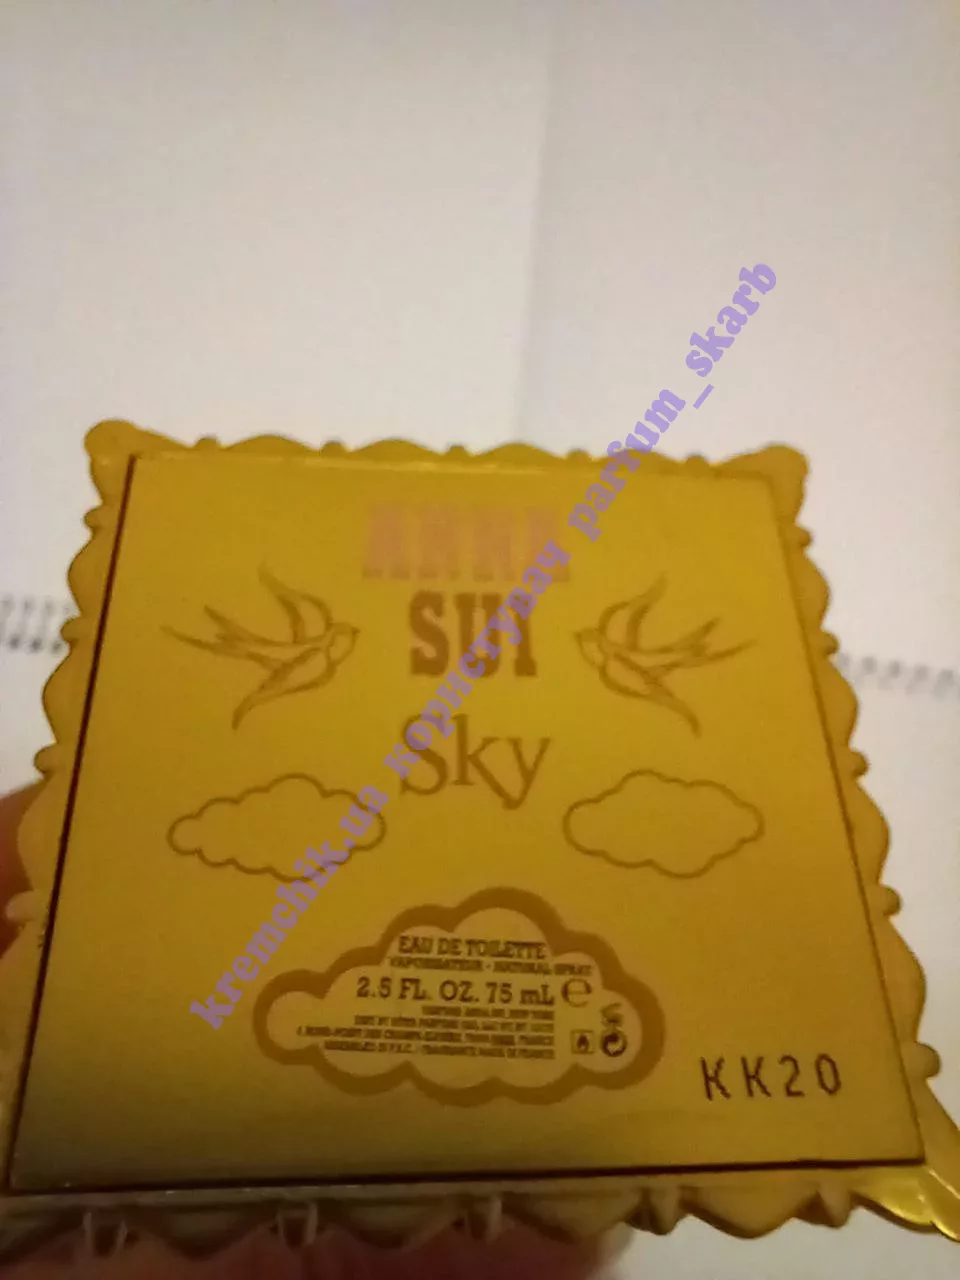 ANNA
SUI
Sky
EAU DE TOILETTE
VAPORISATEUR - NATURAL SPRAY
2.5 FL. OZ. 75 mL e
KK20
kremchik.ua користувач parfum_skarb